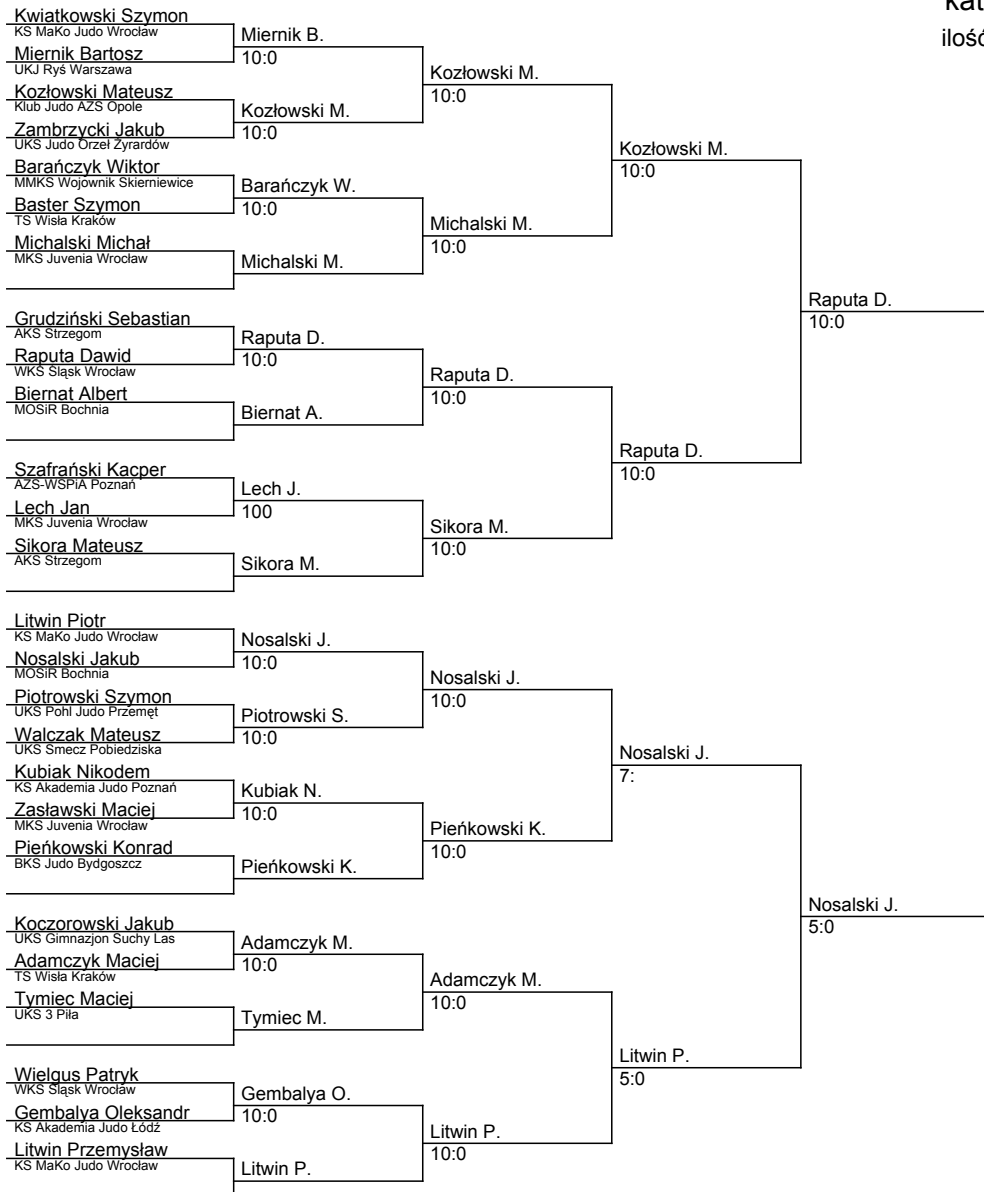 kat
ilość
Kwiatkowski Szymon
KS MaKo Judo Wrocław
Miernik Bartosz
UKJ Ryś Warszawa
Kozłowski Mateusz
Klub Judo AZS Opole
Zambrzycki Jakub
UKS Judo Orzeł Żyrardów
Barańczyk Wiktor
MMKS Wojownik Skierniewice
Baster Szymon
TS Wisła Kraków
Michalski Michał
MKS Juvenia Wrocław
Grudziński Sebastian
AKS Strzegom
Raputa Dawid
WKS Śląsk Wrocław
Biernat Albert
MOSiR Bochnia
Szafrański Kacper
AZS-WSPiA Poznań
Lech Jan
MKS Juvenia Wrocław
Sikora Mateusz
AKS Strzegom
Litwin Piotr
KS MaKo Judo Wrocław
Nosalski Jakub
MOSiR Bochnia
Piotrowski Szymon
UKS Pohl Judo Przemęt
Walczak Mateusz
UKS Smecz Pobiedziska
Kubiak Nikodem
KS Akademia Judo Poznań
Zasławski Maciej
MKS Juvenia Wrocław
Pieńkowski Konrad
BKS Judo Bydgoszcz
Koczorowski Jakub
UKS Gimnazjon Suchy Las
Adamczyk Maciej
TS Wisła Kraków
Tymiec Maciej
UKS 3 Piła
Wielgus Patryk
WKS Śląsk Wrocław
Gembalya Oleksandr
KS Akademia Judo Łódź
Litwin Przemysław
KS MaKo Judo Wrocław
Miernik B.
10:0
Kozłowski M.
10:0
Barańczyk W.
10:0
Michalski M.
Raputa D.
10:0
Biernat A.
Lech J.
100
Sikora M.
Nosalski J.
10:0
Piotrowski S.
10:0
Kubiak N.
10:0
Pieńkowski K.
Adamczyk M.
10:0
Tymiec M.
Gembalya O.
10:0
Litwin P.
Kozłowski M.
10:0
Michalski M.
10:0
Raputa D.
10:0
Sikora M.
10:0
Nosalski J.
10:0
Pieńkowski K.
10:0
Adamczyk M.
10:0
Litwin P.
10:0
Kozłowski M.
10:0
Raputa D.
10:0
Nosalski J.
7:
Litwin P.
5:0
Raputa D.
10:0
Nosalski J.
5:0